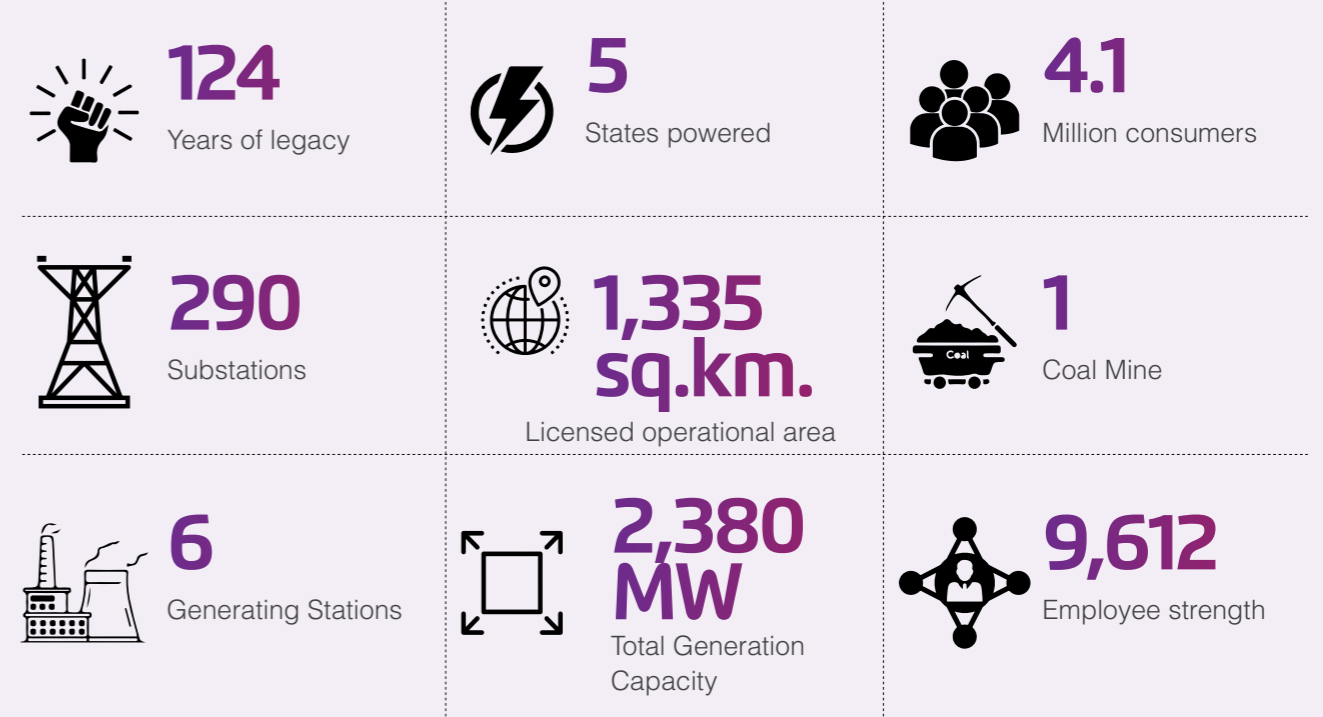 124
Years of legacy
5
States powered
4.1
Million consumers
290
Substations
1,335
sq.km.
Licensed operational area
Coal
1
Coal Mine
6
Generating Stations
2,380
MW
Total Generation
Capacity
9,612
Employee strength